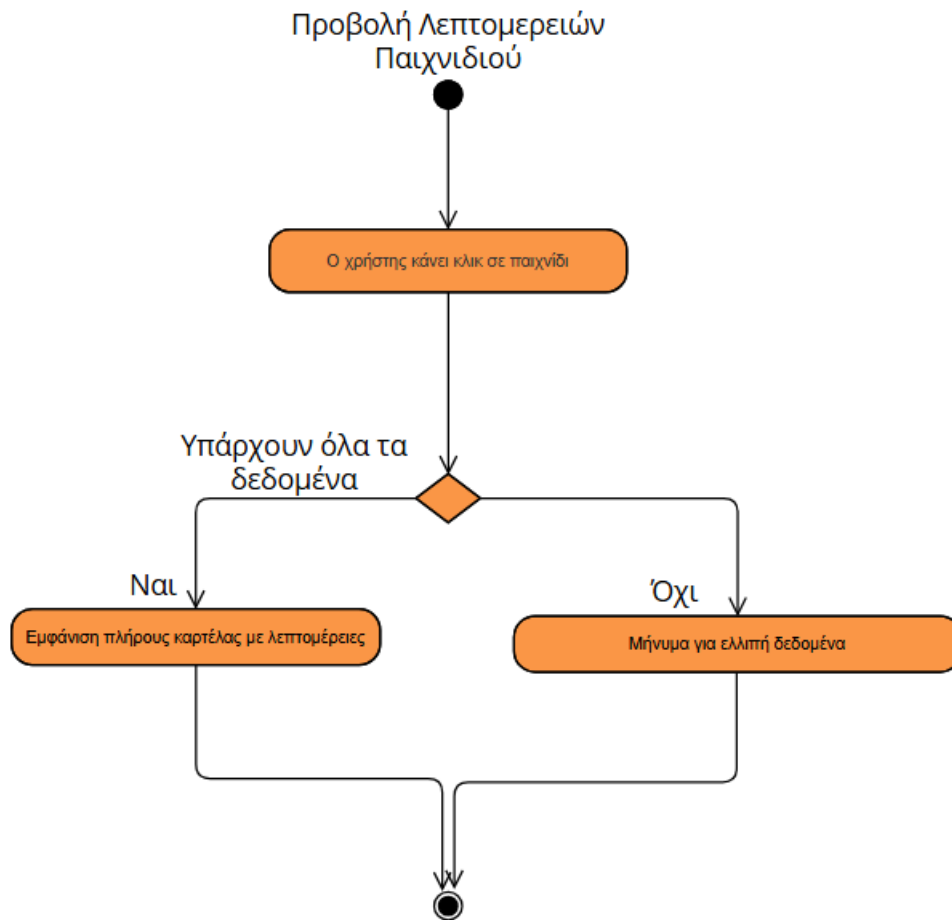 Προβολή Λεπτομερειών
Παιχνιδιού
Ο χρήστης κάνει κλικ σε παιχνίδι
Υπάρχουν όλα τα
δεδομένα
Ναι
Όχι
Εμφάνιση πλήρους καρτέλας με λεπτομέρειες
Μήνυμα για ελλιπή δεδομένα